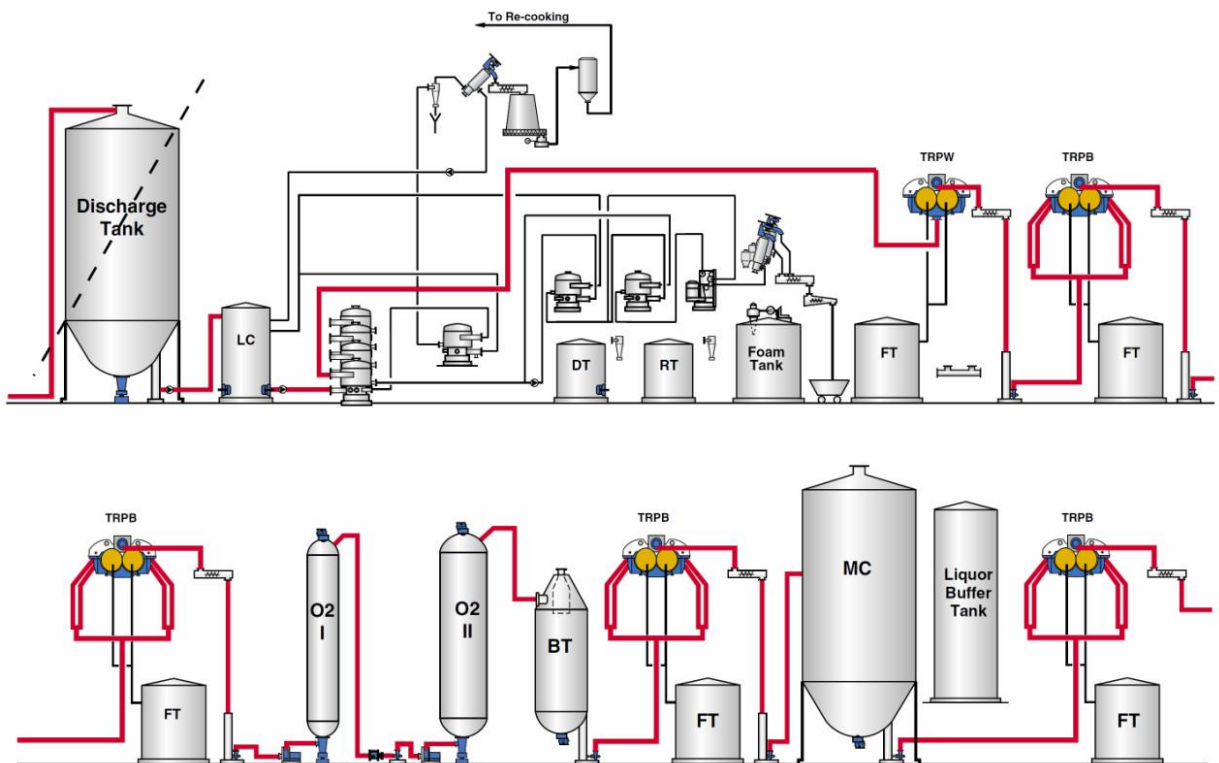 To Re-cooking
TRPW
TRPB
Discharge
Tank
LC
DT
RT
Foam
Tank
FT
FT
TRPB
TRPB
TRPB
O2
I
O2
II
BT
MC
Liquor
Buffer
Tank
FT
FT
FT